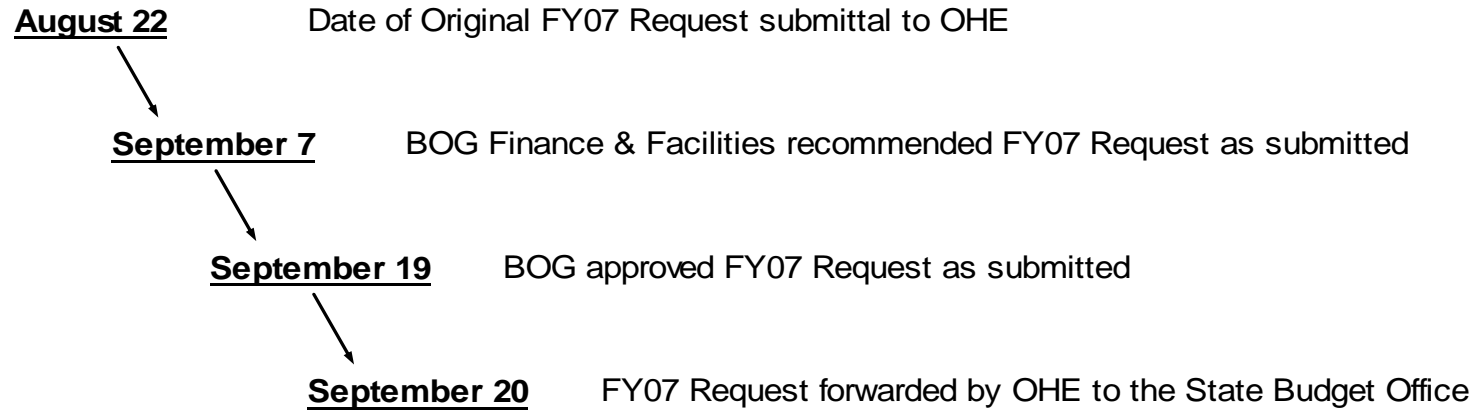 August 22 Date of Original FY07 Request submittal to OHE
September 7 BOG Finance & Facilities recommended FY07 Request as submitted
September 19 BOG approved FY07 Request as submitted
September 20 FY07 Request forwarded by OHE to the State Budget Office